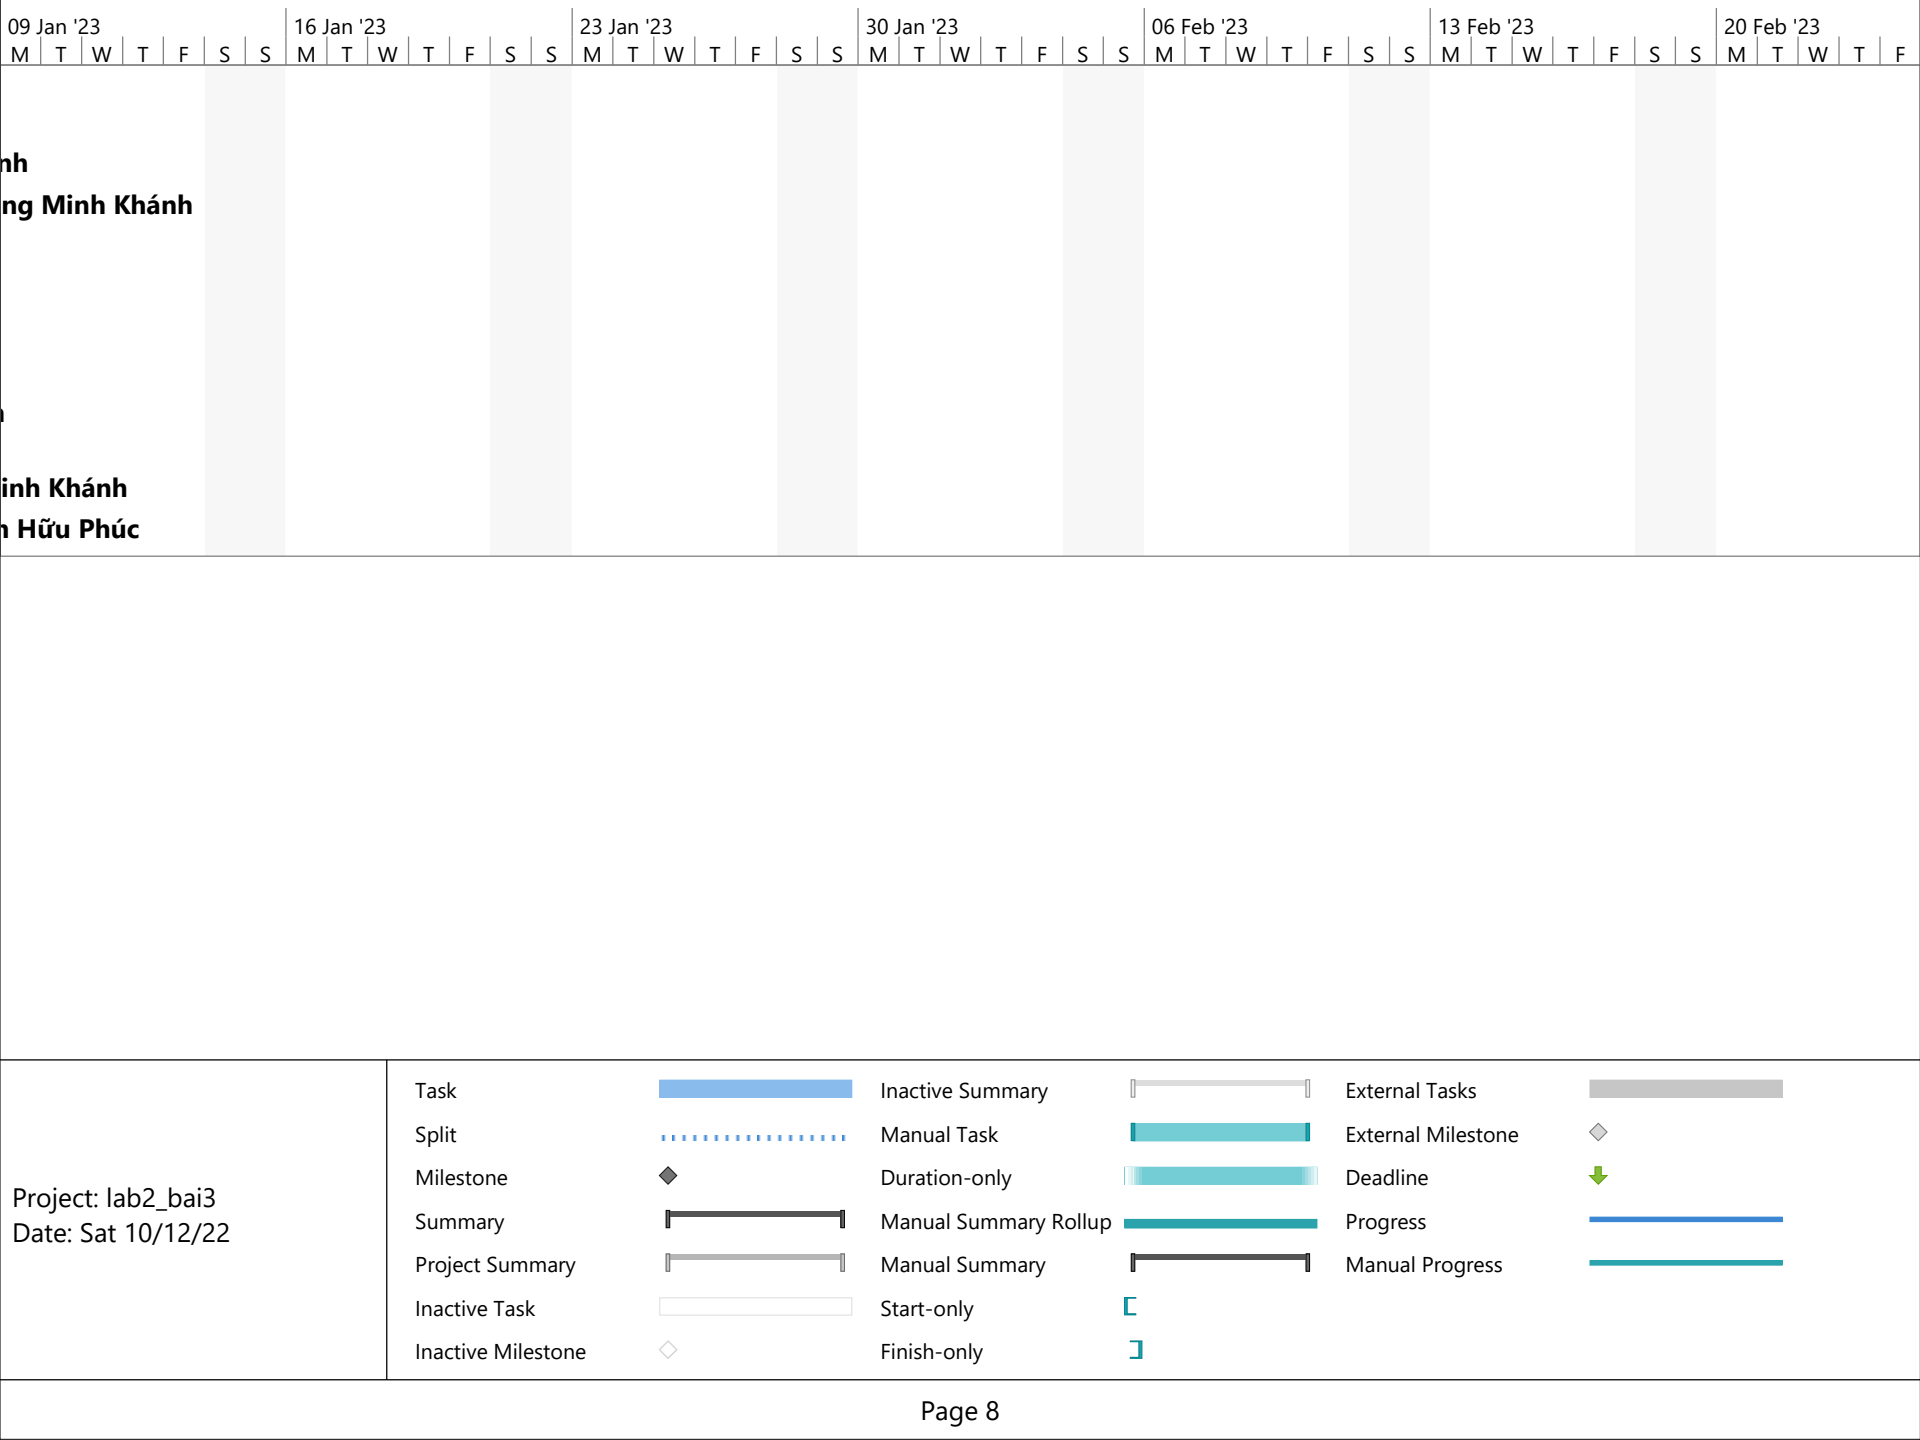 09 Jan '23 16 Jan '23 23 Jan '23 30 Jan '23 06 Feb '23 13 Feb '23 20 Feb '23
M T W T F S S M T W T F S S M T W T F S S M T W T F S S M T W T F S S M T W T F S S M T W T F
nh
ng Minh Khánh
inh Khánh
Hữu Phúc
Task
Split
Milestone
Summary
Project Summary
Inactive Task
Inactive Milestone
Inactive Summary
Manual Task
Duration-only
Manual Summary Rollup
Manual Summary
Start-only
Finish-only
External Tasks
External Milestone
Deadline
Progress
Manual Progress
Project: lab2_bai3
Date: Sat 10/12/22
Page 8